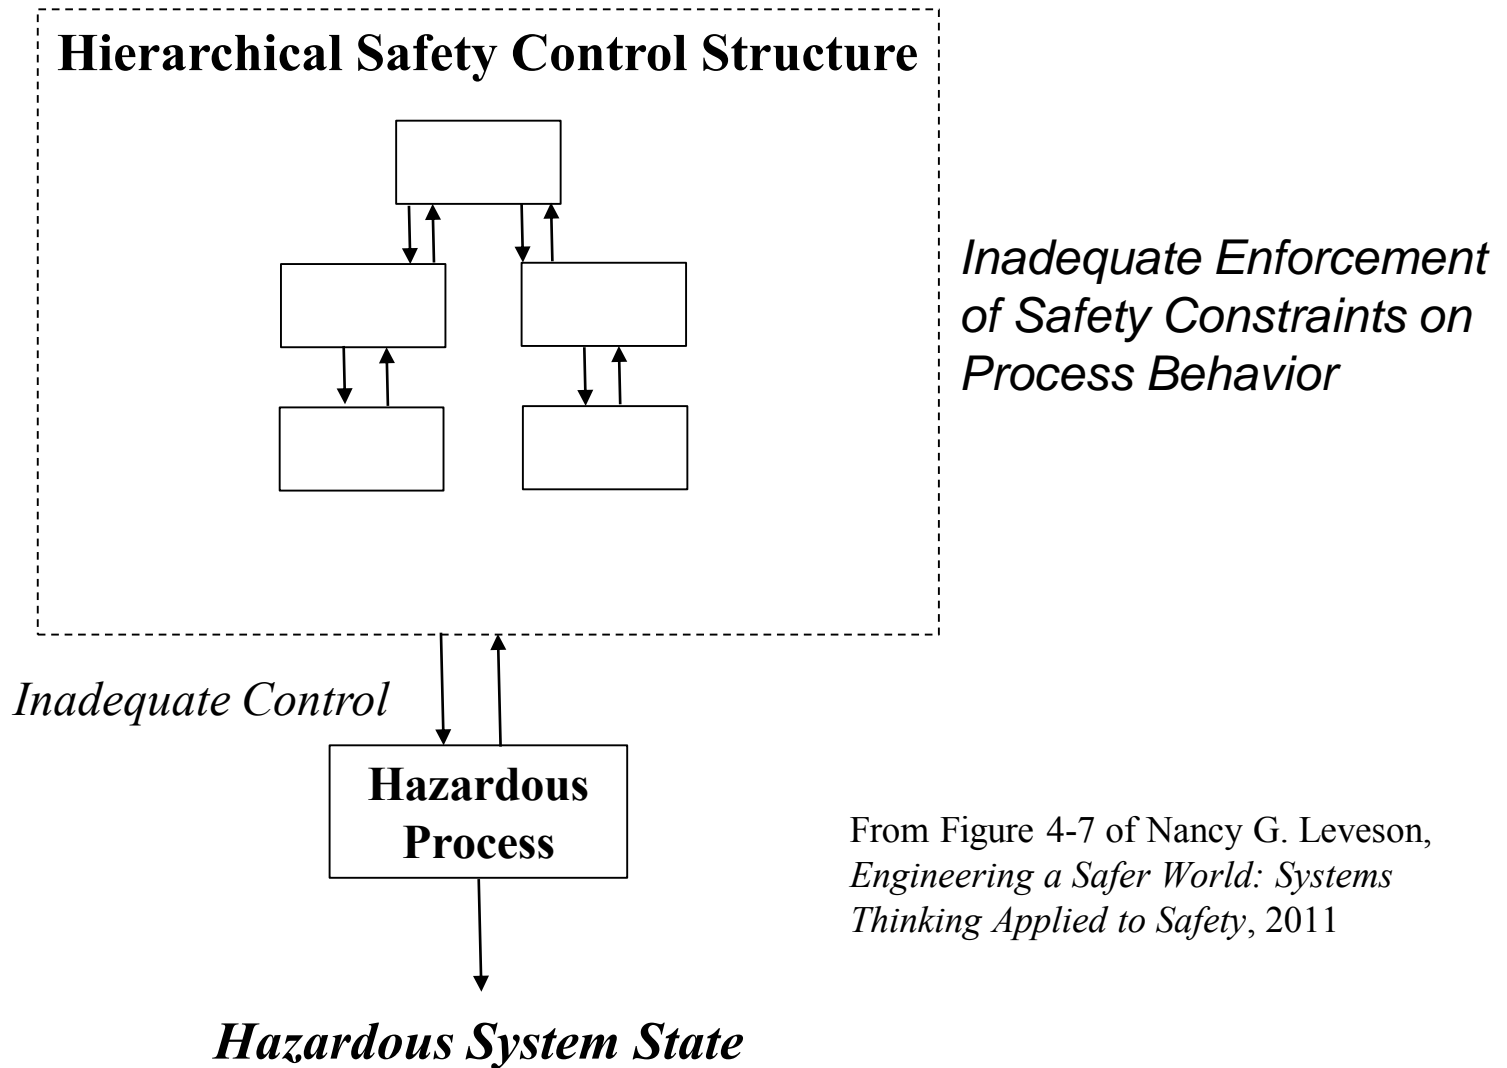 Hierarchical Safety Control Structure
Inadequate Enforcement
of Safety Constraints on
Process Behavior
Inadequate Control
Hazardous
Process
From Figure 4-7 of Nancy G. Leveson,
Engineering a Safer World: Systems
Thinking Applied to Safety, 2011
Hazardous System State